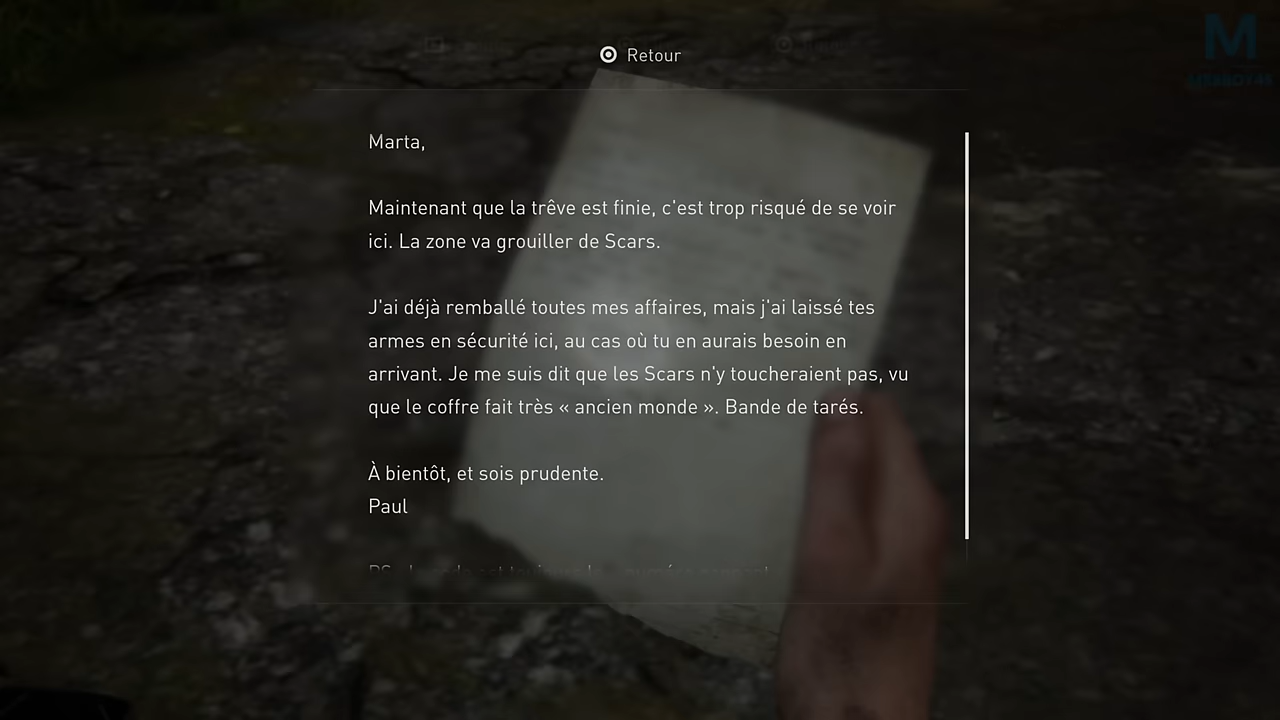 Retour
Marta,
Maintenant que la trêve est finie, c'est trop risqué de se voir
ici. La zone va grouiller de Scars.
J'ai déjà remballé toutes mes affaires, mais j'ai laissé tes
armes en sécurité ici, au cas où tu en aurais besoin en
arrivant. Je me suis dit que les Scars n'y toucheraient pas, vu
que le coffre fait très « ancien monde ». Bande de tarés.
À bientôt, et sois prudente.
Paul
M